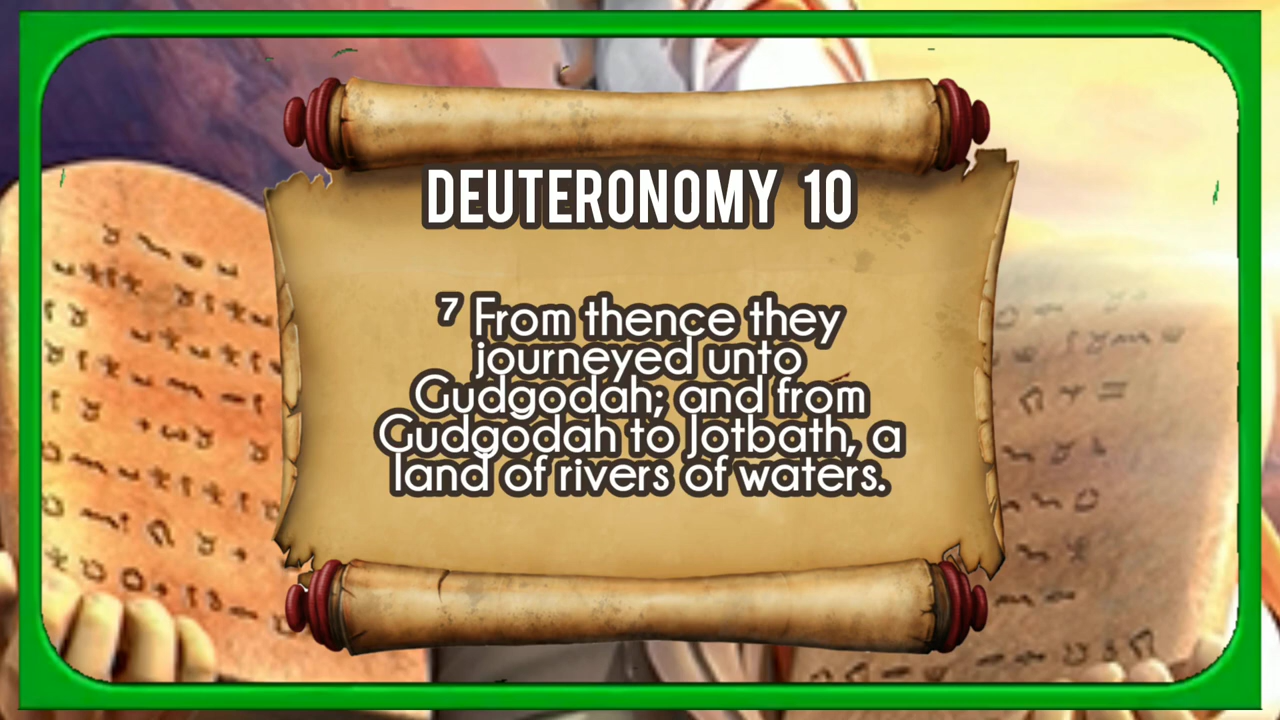 DEUTERONOMY 10
⁷ From thence they
journeyed unto
Gudgodah; and from
Gudgodah to Jotbath, a
land of rivers of waters.